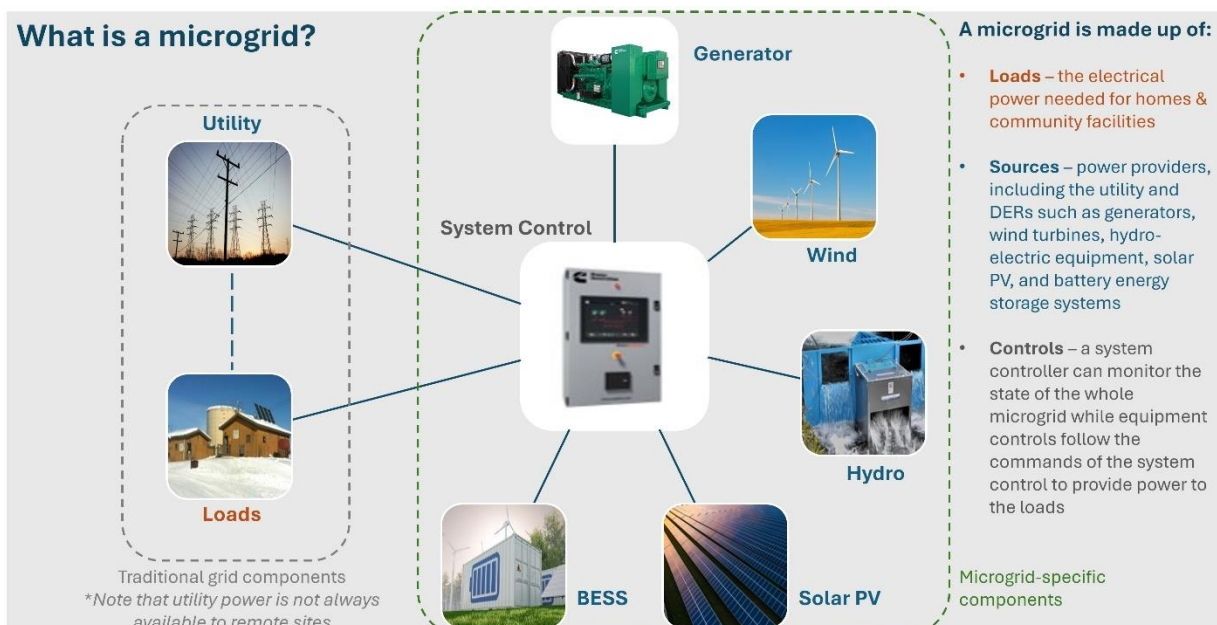 What is a microgrid?
Utility
Loads
Traditional grid components
*Note that utility power is not always
available to remote sites
System Control
Generator
Wind
Hydro
BESS
Solar PV
A microgrid is made up of:
• Loads – the electrical
power needed for homes &
community facilities
• Sources – power providers,
including the utility and
DERs such as generators,
wind turbines, hydro-
electric equipment, solar
PV, and battery energy
storage systems
• Controls – a system
controller can monitor the
state of the whole
microgrid while equipment
controls follow the
commands of the system
control to provide power to
the loads
Microgrid-specific
components